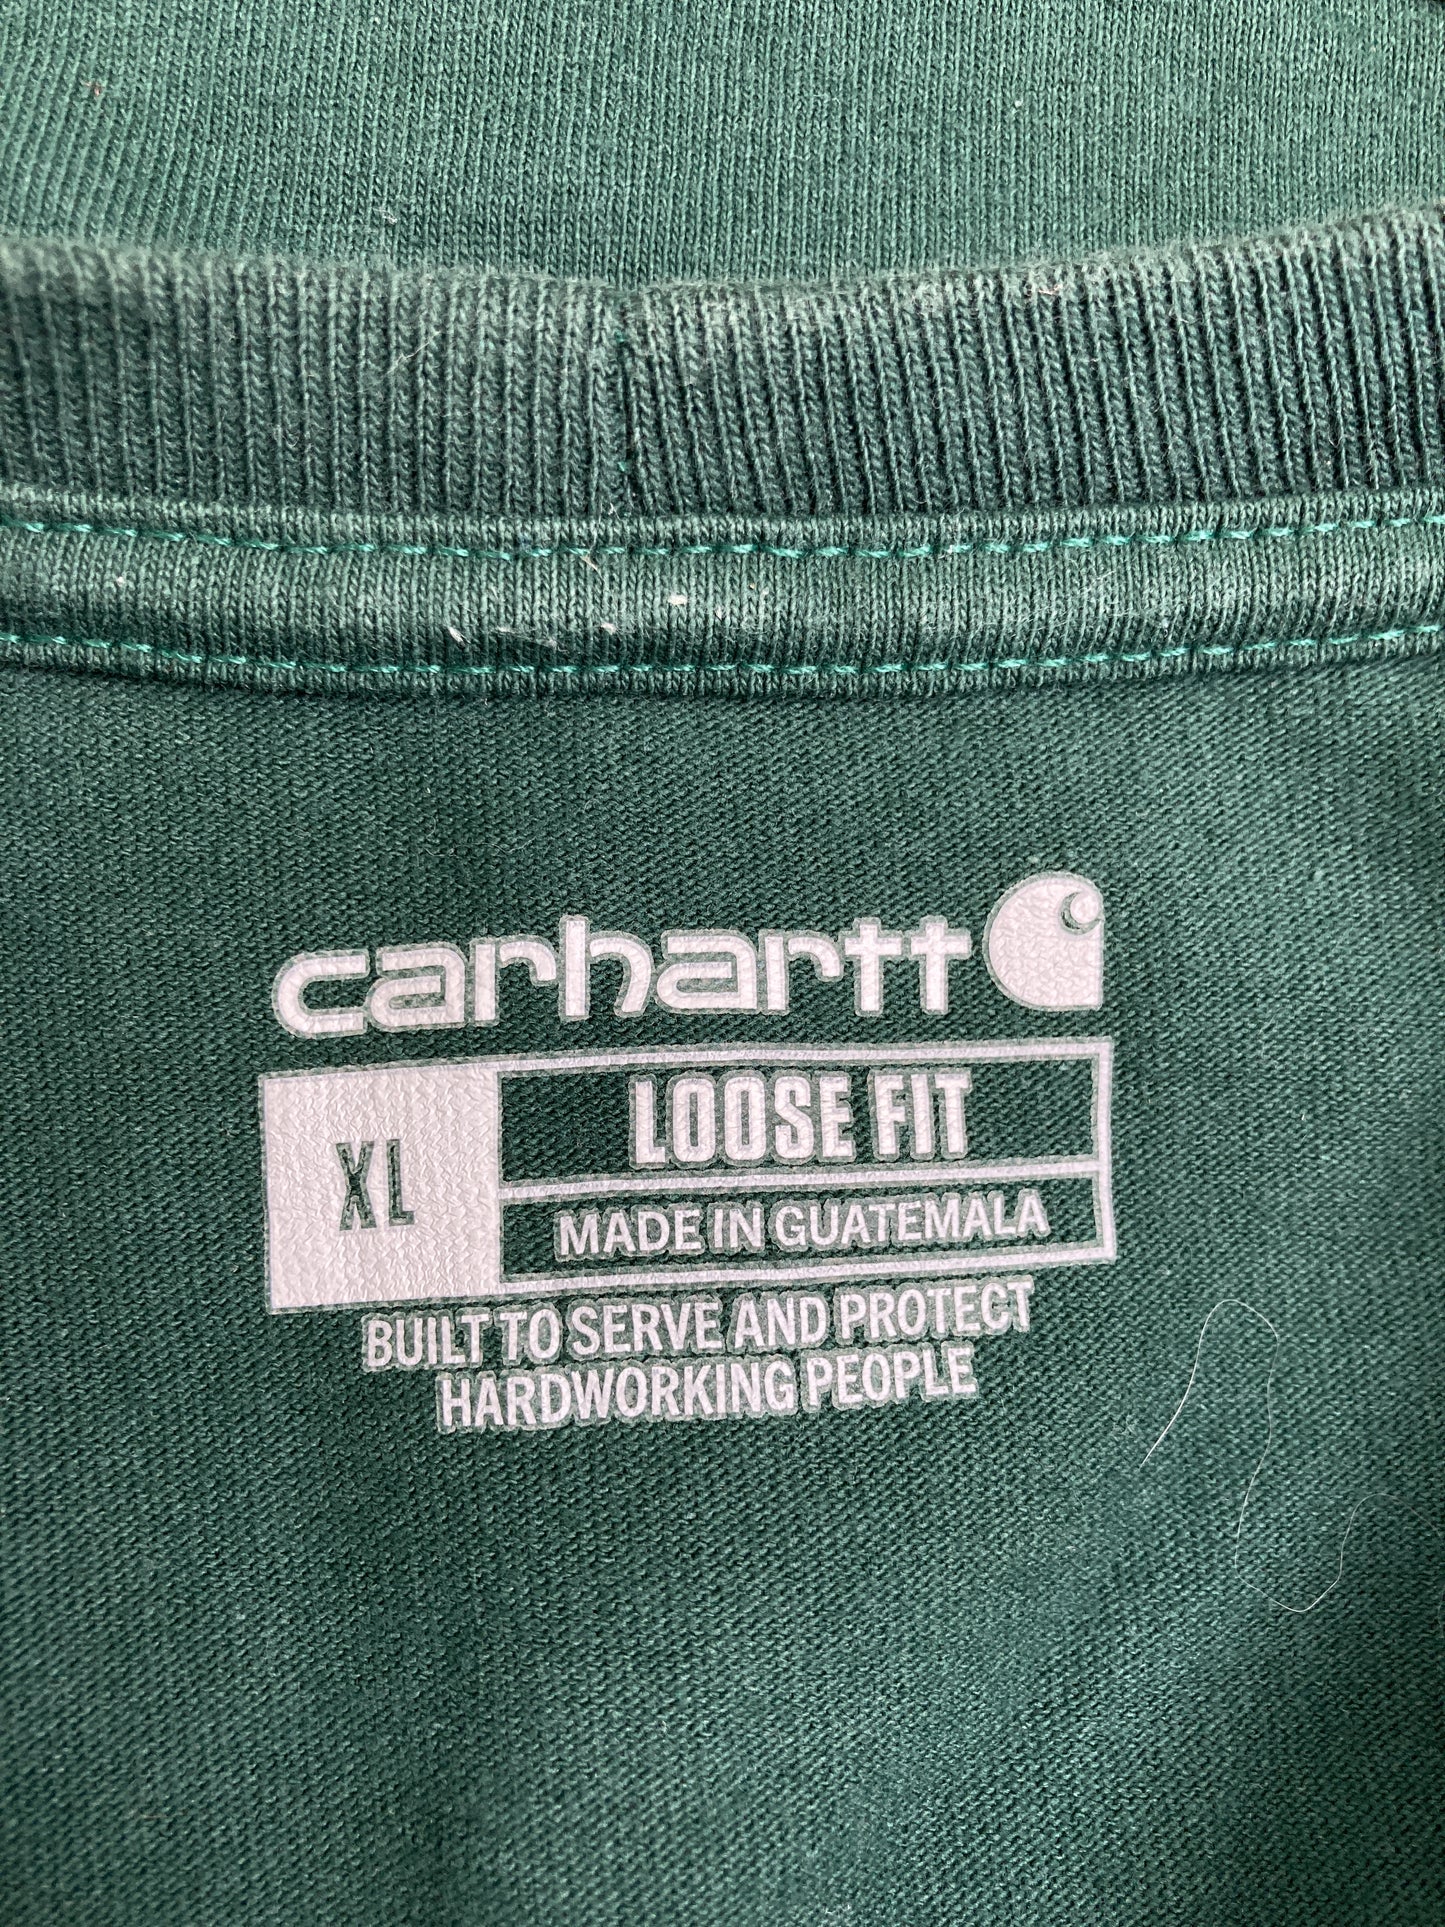 carhartt
XL
LOOSE FIT
MADE IN GUATEMALA
BUILT TO SERVE AND PROTECT
HARDWORKING PEOPLE